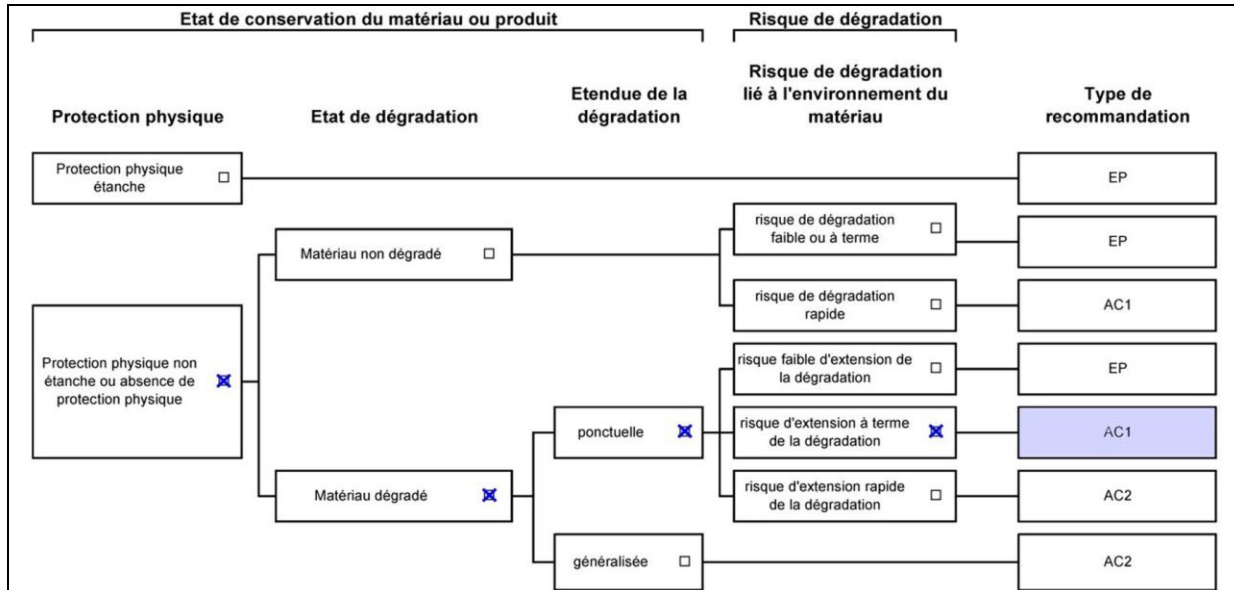 Etat de conservation du matériau ou produit
Risque de dégradation
Protection physique
Etat de dégradation
Etendue de la
dégradation
Risque de dégradation
lié à l'environnement du
matériau
Type de
recommandation
Protection physique
étanche
EP
risque de dégradation
faible ou à terme
EP
Matériau non dégradé
risque de dégradation
rapide
AC1
Protection physique non
étanche ou absence de
protection physique
risque faible d'extension de
la dégradation
EP
ponctuelle
risque d'extension à terme
de la dégradation
AC1
Matériau dégradé
risque d'extension rapide
de la dégradation
AC2
généralisée
AC2